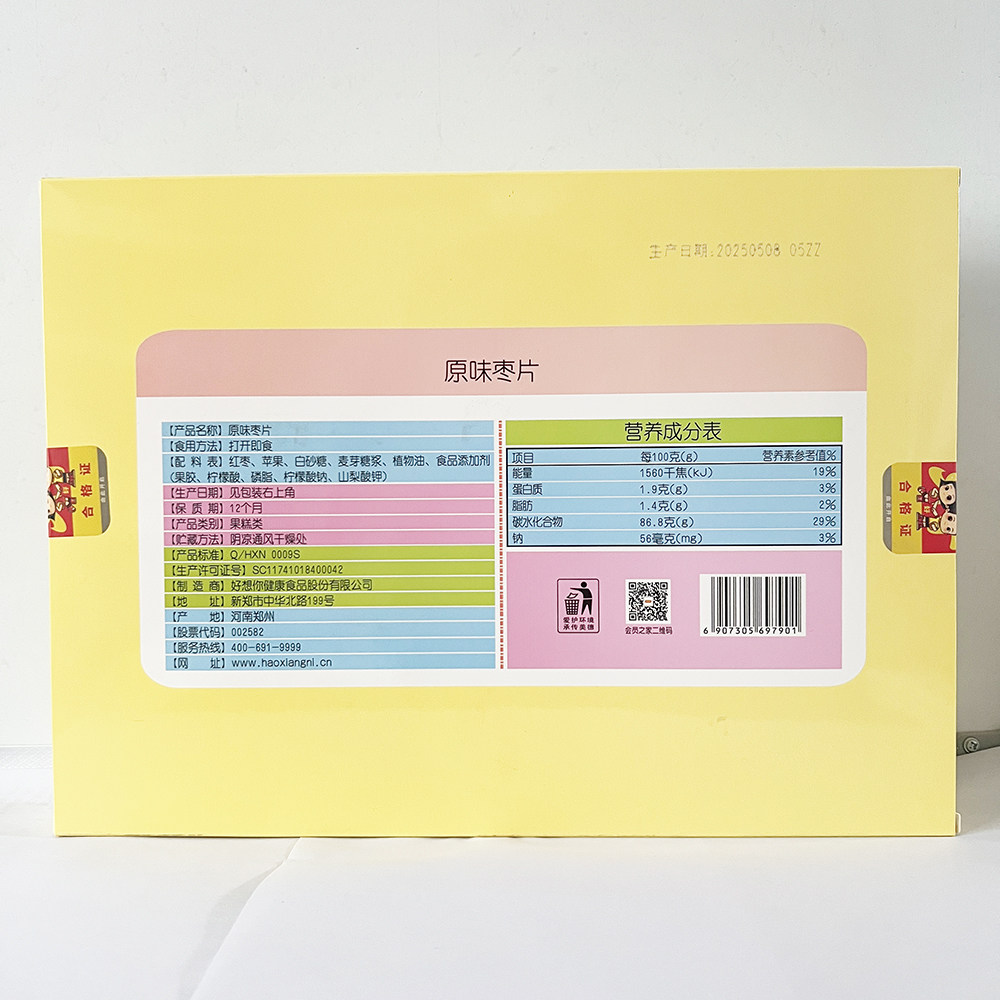 生产日期:20250508 05ZZ
原味枣片
【产品名称】原味枣片
【食用方法】打开即食
【配 料 表】红枣、苹果、白砂糖、麦芽糖浆、植物油、食品添加剂
(果胶、柠檬酸、磷脂、柠檬酸钠、山梨酸钾)
【生产日期】见包装右上角
【保 质 期】12个月
【产品类别】果糕类
【贮藏方法】阴凉通风干燥处
【产品标准】Q/HXN 0009S
【生产许可证号】SC11741018400042
【制 造 商】好想你健康食品股份有限公司
【地 址】新郑市中华北路199号
【产 地】河南郑州
【股票代码】002582
【服务热线】400-691-9999
【网 址】www.haoxiangni.cn
营养成分表
项目 每100克(g) 营养素参考值%
能量 1560千焦(kJ) 19%
蛋白质 1.9克(g) 3%
脂肪 1.4克(g) 2%
碳水化合物 86.8克(g) 29%
钠 56毫克(mg) 3%
爱护环境
承传美德
会员之家二维码
6 907305 697901
合格证
合格证